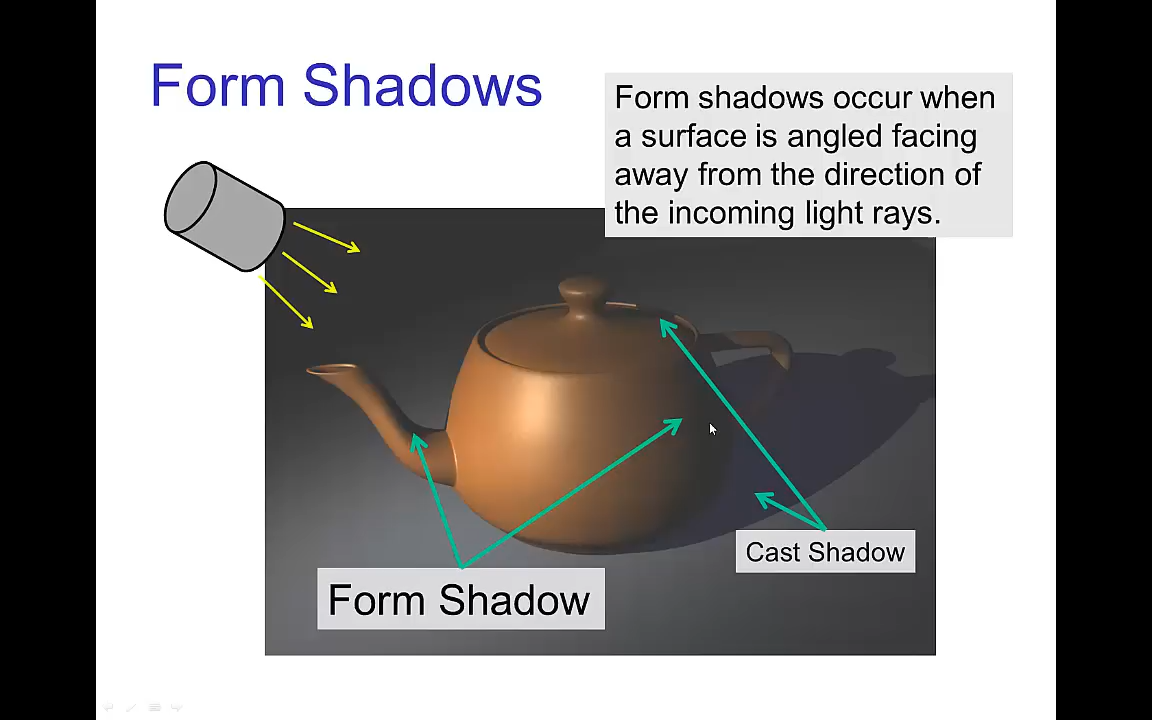 Form Shadows
Form shadows occur when
a surface is angled facing
away from the direction of
the incoming light rays.
Cast Shadow
Form Shadow